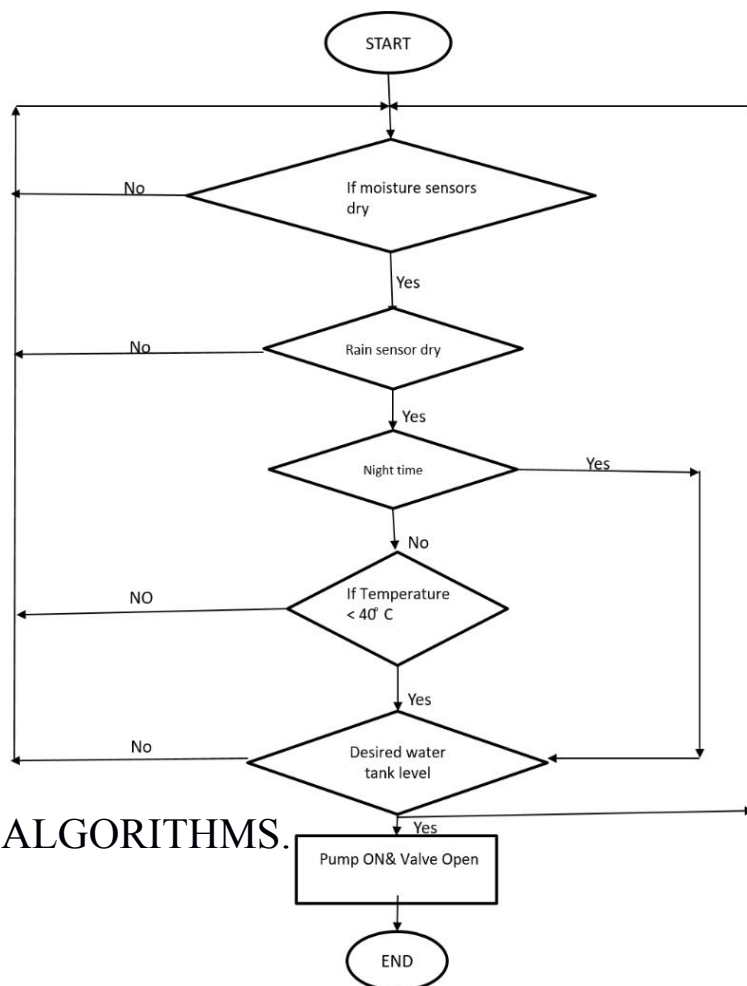 START
No
If moisture sensors
dry
Yes
No
Rain sensor dry
Yes
Night time
Yes
No
NO
If Temperature
< 40° C
Yes
No
Desired water
tank level
ALGORITHMS.
Yes
Pump ON& Valve Open
END